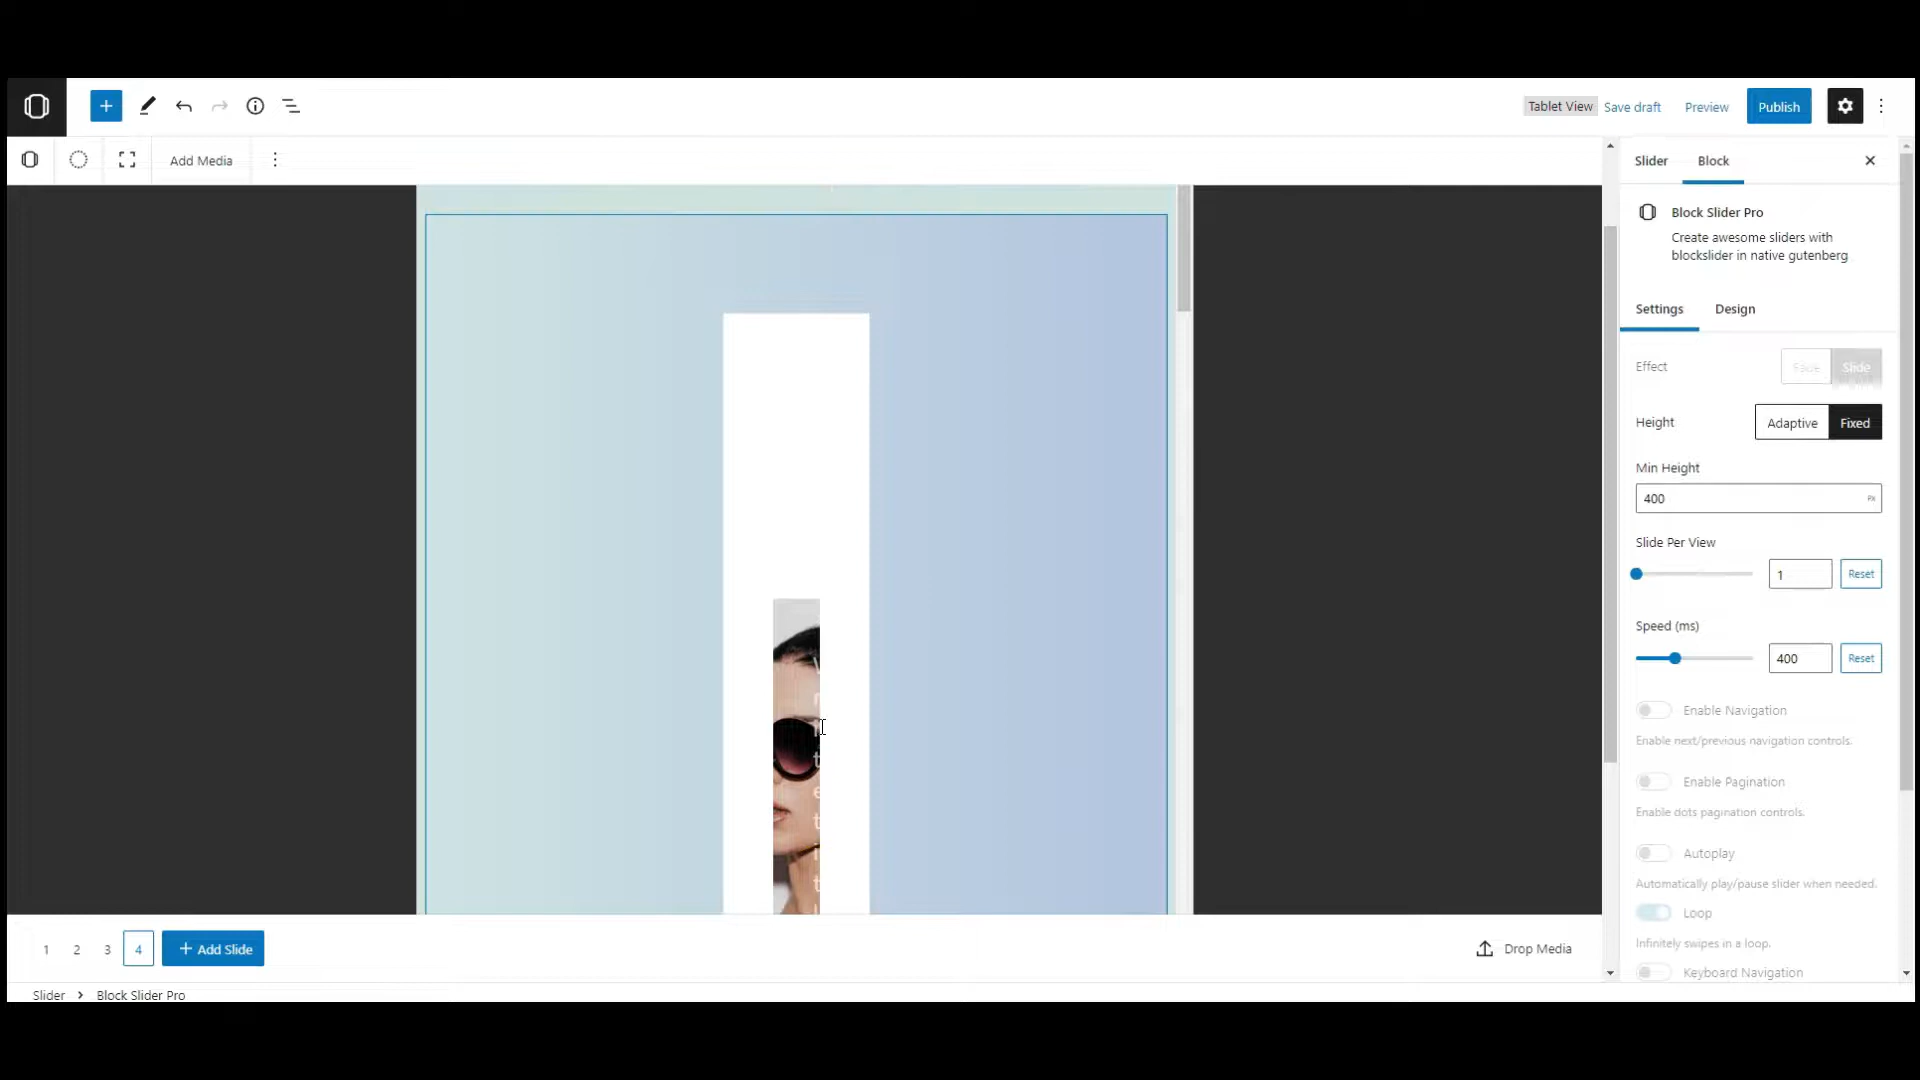 Tablet View
Save draft
Preview
Publish
Add Media
Slider
Block
Block Slider Pro
Create awesome sliders with
blockslider in native gutenberg
Settings
Design
Effect
Fade
Slide
Height
Adaptive
Fixed
Min Height
400
PX
Slide Per View
1
Reset
Speed (ms)
400
Reset
Enable Navigation
Enable next/previous navigation controls.
Enable Pagination
Enable dots pagination controls.
Autoplay
Automatically play/pause slider when needed.
Loop
Infinitely swipes in a loop.
Keyboard Navigation
1
2
3
4
+ Add Slide
Drop Media
Slider > Block Slider Pro